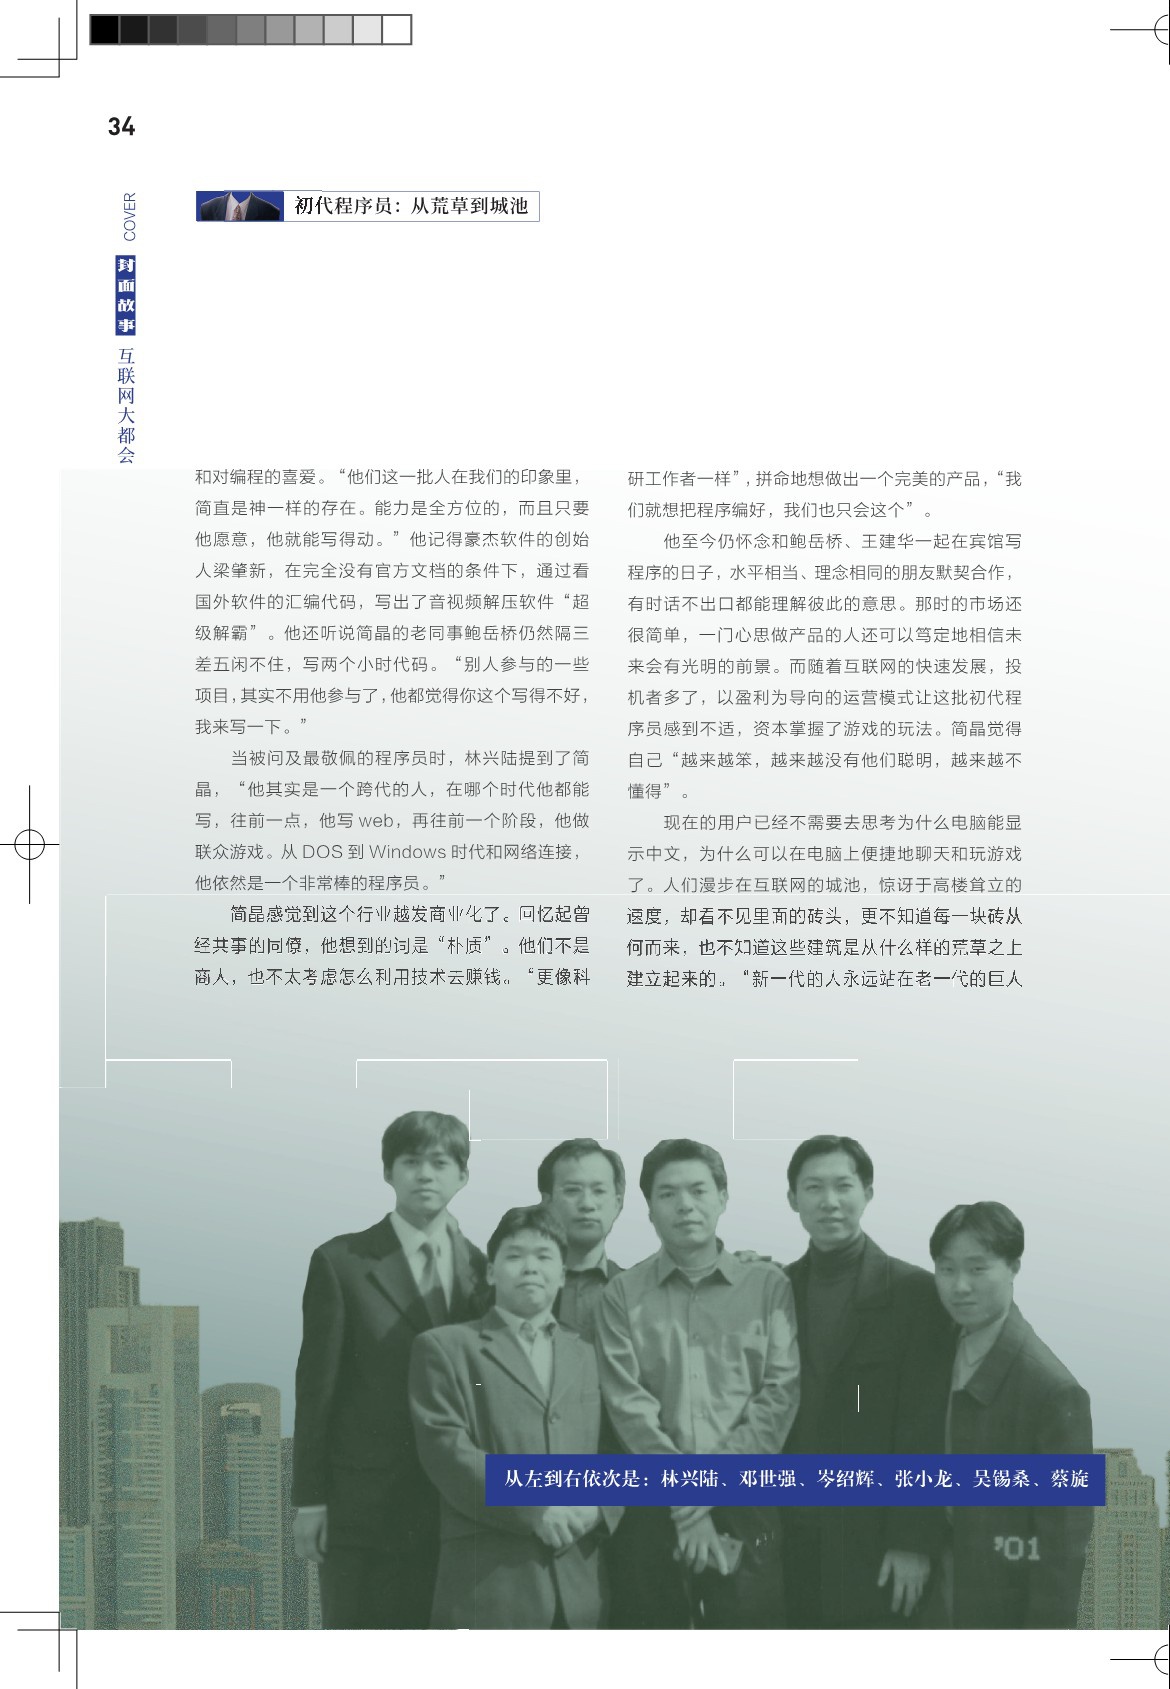 34
COVER
封面故事
互联网大都会
初代程序员：从荒草到城池
和对编程的喜爱。“他们这一批人在我们的印象里，
简直是神一样的存在。能力是全方位的，而且只要
他愿意，他就能写得动。”他记得豪杰软件的创始
人梁肇新，在完全没有官方文档的条件下，通过看
国外软件的汇编代码，写出了音视频解压软件“超
级解霸”。他还听说简晶的老同事鲍岳桥仍然隔三
差五闲不住，写两个小时代码。“别人参与的一些
项目，其实不用他参与了，他都觉得你这个写得不好，
我来写一下。”
当被问及最敬佩的程序员时，林兴陆提到了简
晶，“他其实是一个跨代的人，在哪个时代他都能
写，往前一点，他写 web，再往前一个阶段，他做
联众游戏。从 DOS 到 Windows 时代和网络连接，
他依然是一个非常棒的程序员。”
简晶感觉到这个行业越发商业化了。回忆起曾
经共事的同僚，他想到的词是“朴质”。他们不是
商人，也不太考虑怎么利用技术去赚钱。“更像科
研工作者一样”，拼命地想做出一个完美的产品，“我
们就想把程序编好，我们也只会这个”。
他至今仍怀念和鲍岳桥、王建华一起在宾馆写
程序的日子，水平相当、理念相同的朋友默契合作，
有时话不出口都能理解彼此的意思。那时的市场还
很简单，一门心思做产品的人还可以笃定地相信未
来会有光明的前景。而随着互联网的快速发展，投
机者多了，以盈利为导向的运营模式让这批初代程
序员感到不适，资本掌握了游戏的玩法。简晶觉得
自己“越来越笨，越来越没有他们聪明，越来越不
懂得”。
现在的用户已经不需要去思考为什么电脑能显
示中文，为什么可以在电脑上便捷地聊天和玩游戏
了。人们漫步在互联网的城池，惊讶于高楼耸立的
速度，却看不见里面的砖头，更不知道每一块砖从
何而来，也不知道这些建筑是从什么样的荒草之上
建立起来的。“新一代的人永远站在老一代的巨人
从左到右依次是：林兴陆、邓世强、岑绍辉、张小龙、吴锡桑、蔡旋
’01